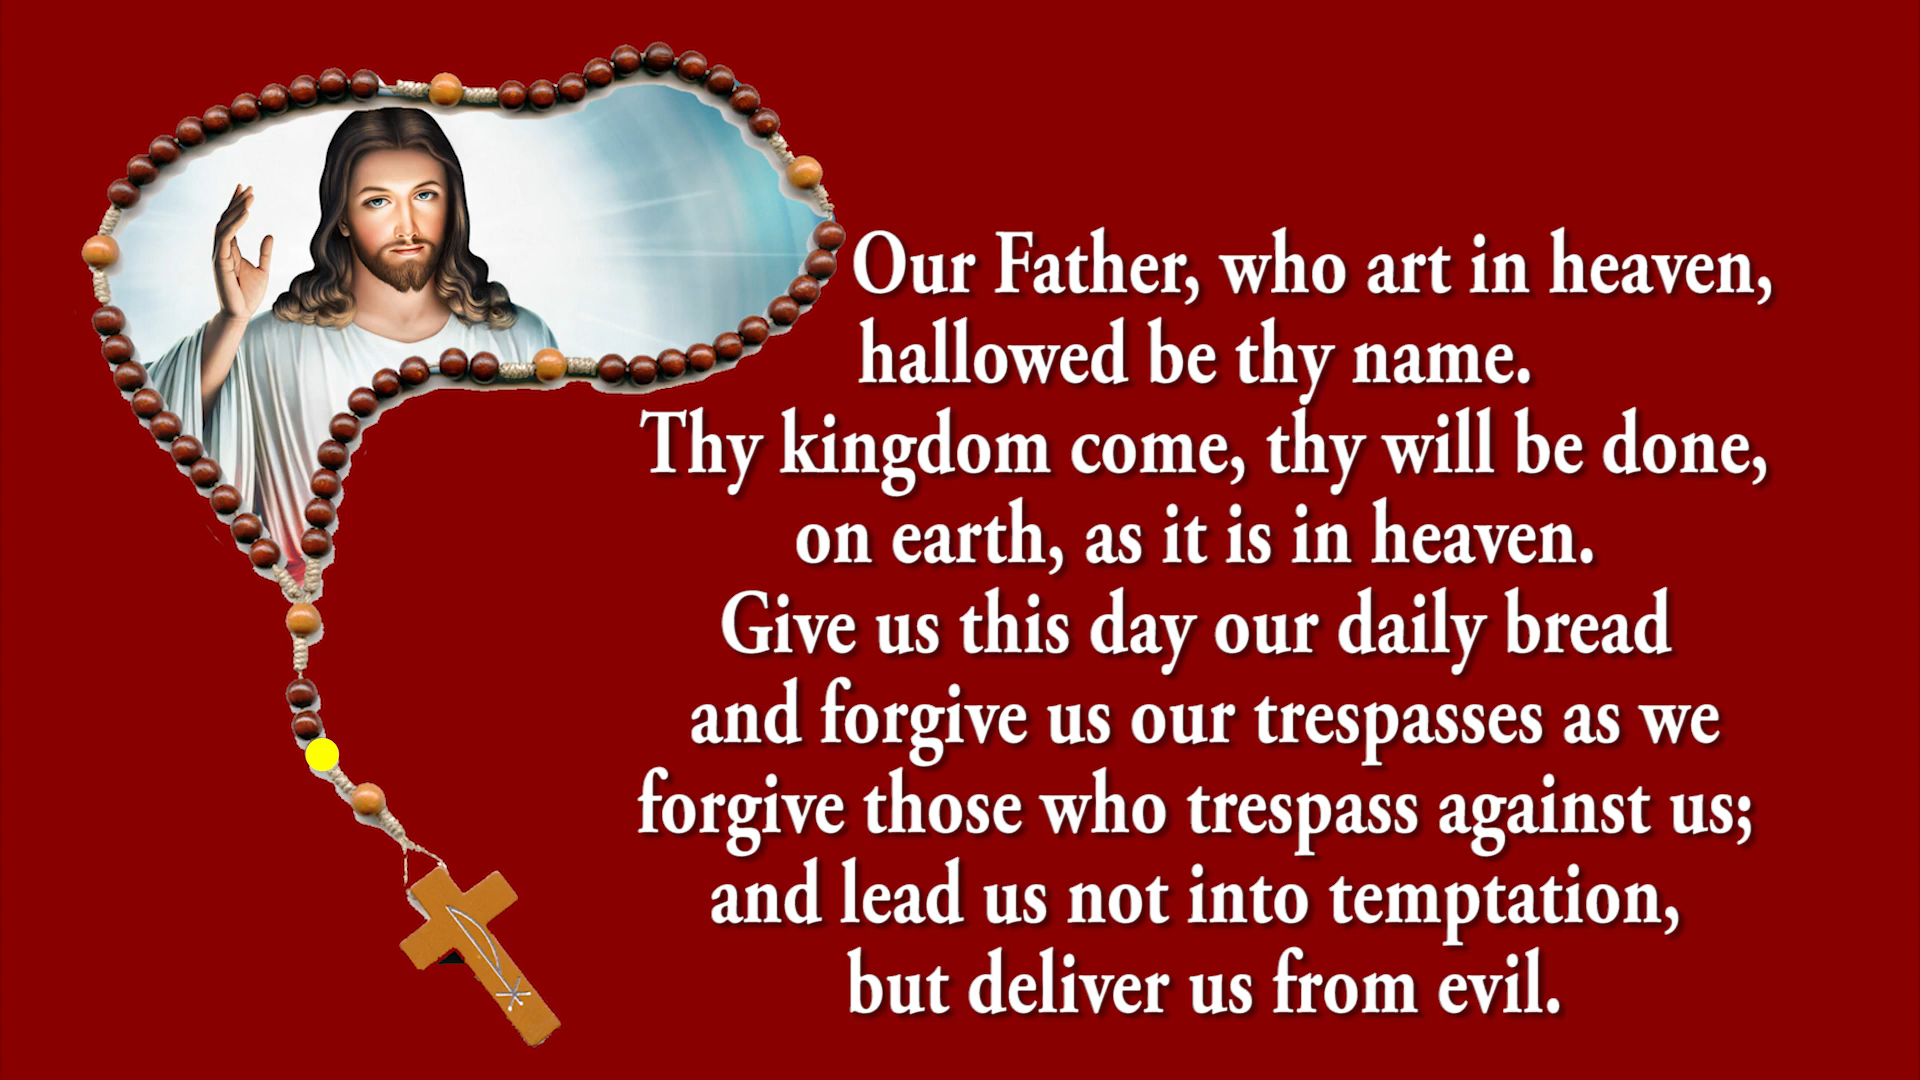 Our Father, who art in heaven,
hallowed be thy name.
Thy kingdom come, thy will be done,
on earth, as it is in heaven.
Give us this day our daily bread
and forgive us our trespasses as we
forgive those who trespass against us;
and lead us not into temptation,
but deliver us from evil.